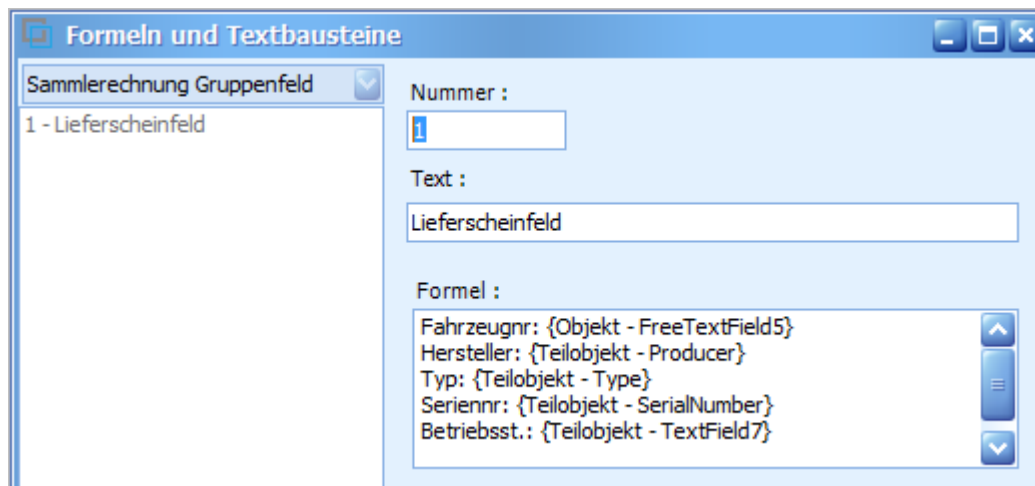 Formeln und Textbausteine
Sammlerechnung Gruppenfeld
1 - Lieferscheinfeld
Nummer :
1
Text :
Lieferscheinfeld
Formel :
Fahrzeugnr: {Objekt - FreeTextField5}
Hersteller: {Teilobjekt - Producer}
Typ: {Teilobjekt - Type}
Seriennr: {Teilobjekt - SerialNumber}
Betriebsst.: {Teilobjekt - TextField7}